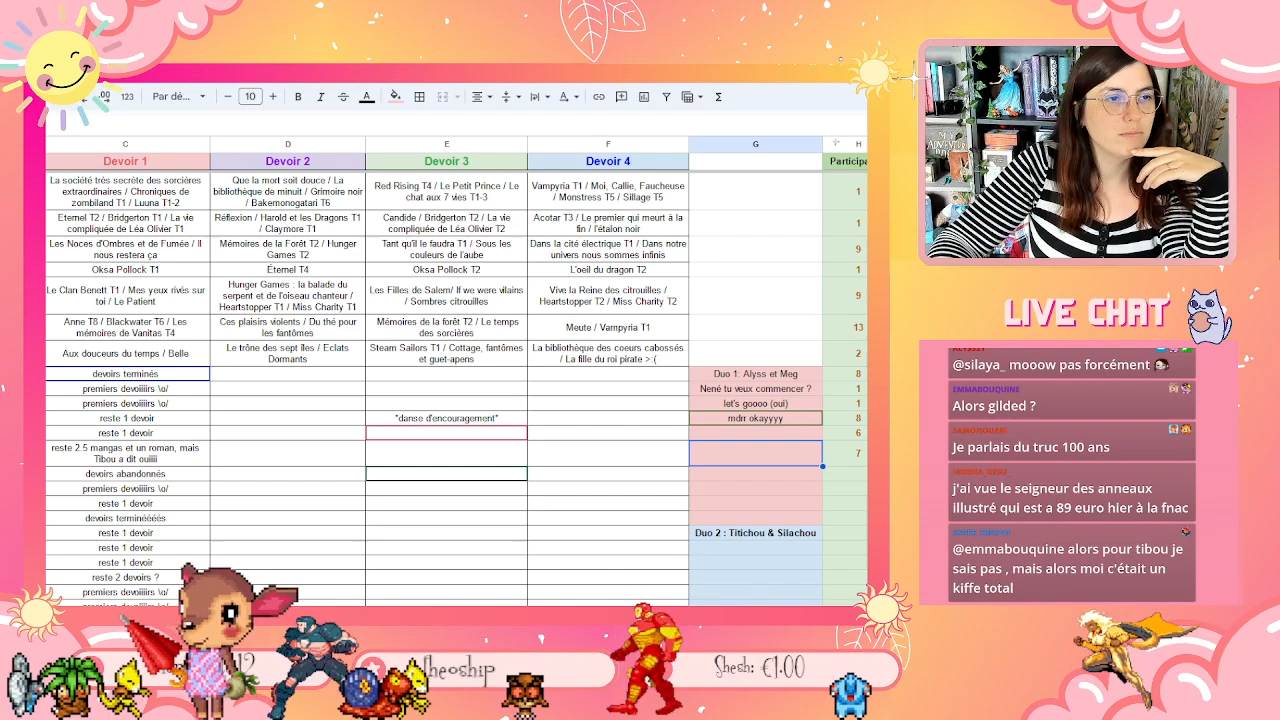 .00
123
Par dé...
10
B
I
A
C
D
E
F
G
H
Devoir 1
Devoir 2
Devoir 3
Devoir 4
Participa
La société très secrète des sorcières
extraordinaires / Chroniques de
zombiland T1 / Luuna T1-2
Que la mort soit douce / La
bibliothèque de minuit / Grimoire noir
/ Bakemonogatari T6
Red Rising T4 / Le Petit Prince / Le
chat aux 7 vies T1-3
Vampyria T1 / Moi, Callie, Faucheuse
/ Monstress T5 / Sillage T5
1
Eternel T2 / Bridgerton T1 / La vie
compliquée de Léa Olivier T1
Réflexion / Harold et les Dragons T1
/ Claymore T1
Candide / Bridgerton T2 / La vie
compliquée de Léa Olivier T2
Acotar T3 / Le premier qui meurt à la
fin / l'étalon noir
1
Les Noces d'Ombres et de Fumée / Il
nous restera ça
Mémoires de la Forêt T2 / Hunger
Games T2
Tant qu'il le faudra T1 / Sous les
couleurs de l'aube
Dans la cité électrique T1 / Dans notre
univers nous sommes infinis
9
Oksa Pollock T1
Éternel T4
Oksa Pollock T2
L'oeil du dragon T2
1
Le Clan Benett T1 / Mes yeux rivés sur
toi / Le Patient
Hunger Games : la balade du
serpent et de l'oiseau chanteur /
Heartstopper T1 / Miss Charity T1
Les Filles de Salem/ If we were vilains
/ Sombres citrouilles
Vive la Reine des citrouilles /
Heartstopper T2 / Miss Charity T2
9
Anne T8 / Blackwater T6 / Les
mémoires de Vanitas T4
Ces plaisirs violents / Du thé pour
les fantômes
Mémoires de la forêt T2 / Le temps
des sorcières
Meute / Vampyria T1
13
Aux douceurs du temps / Belle
Le trône des sept îles / Eclats
Dormants
Steam Sailors T1 / Cottage, fantômes
et guet-apens
La bibliothèque des coeurs cabossés
/ La fille du roi pirate >:(
2
devoirs terminés
Duo 1: Alyss et Meg
8
premiers devoiiiirs \o/
Nené tu veux commencer ?
1
premiers devoiiiirs \o/
let's goooo (oui)
1
reste 1 devoir
"danse d'encouragement"
mdrr okayyyy
8
reste 1 devoir
6
reste 2.5 mangas et un roman, mais
Tibou a dit ouiiii
7
devoirs abandonnés
premiers devoiiiirs \o/
reste 1 devoir
devoirs terminéééés
reste 1 devoir
Duo 2 : Titichou & Silachou
reste 1 devoir
reste 1 devoir
reste 2 devoirs ?
premiers devoiiiirs \o/
MY
ADVENTURE
LIVE CHAT
@silaya_ mooow pas forcément
EMMABOUQUINE
Alors gilded ?
Je parlais du truc 100 ans
j'ai vue le seigneur des anneaux
illustré qui est a 89 euro hier à la fnac
@emmabouquine alors pour tibou je
sais pas , mais alors moi c'était un
kiffe total
12
theoship
Shesh: €1.00